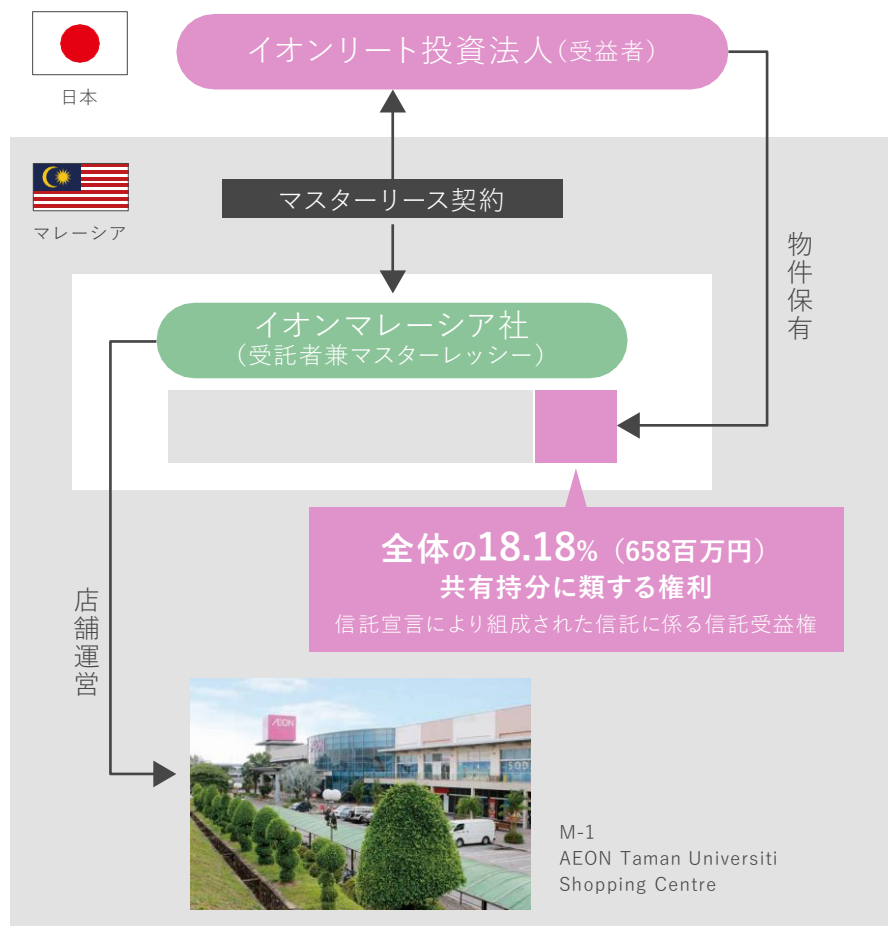 イオンリート投資法人(受益者)
日本
マレーシア
マスターリース契約
物件保有
イオンマレーシア社
(受託者兼マスターレッシー)
全体の18.18%(658百万円)
共有持分に類する権利
信託宣言により組成された信託に係る信託受益権
店舗運営
AEON
M-1
AEON Taman Universiti
Shopping Centre